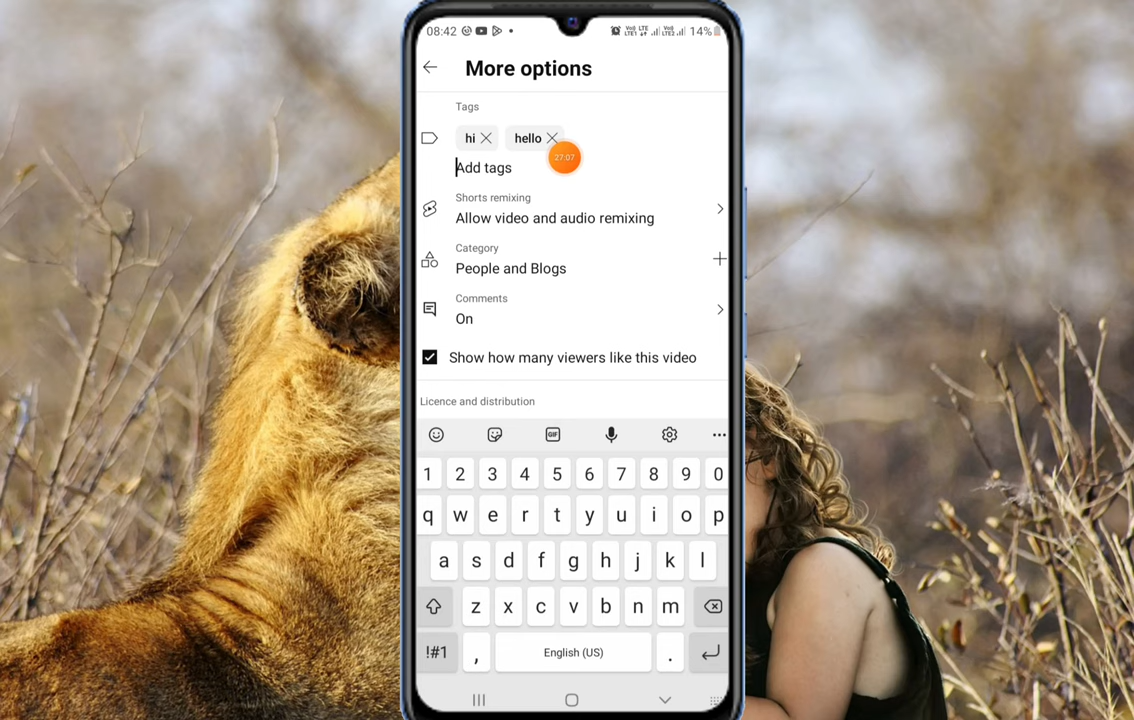 08:42 14%
More options
Tags
hi hello
27:07
Add tags
Shorts remixing
Allow video and audio remixing
Category
People and Blogs
Comments
On
Show how many viewers like this video
Licence and distribution
GIF
1 2 3 4 5 6 7 8 9 0
q w e r t y u i o p
a s d f g h j k l
z x c v b n m
!#1 , English (US) .